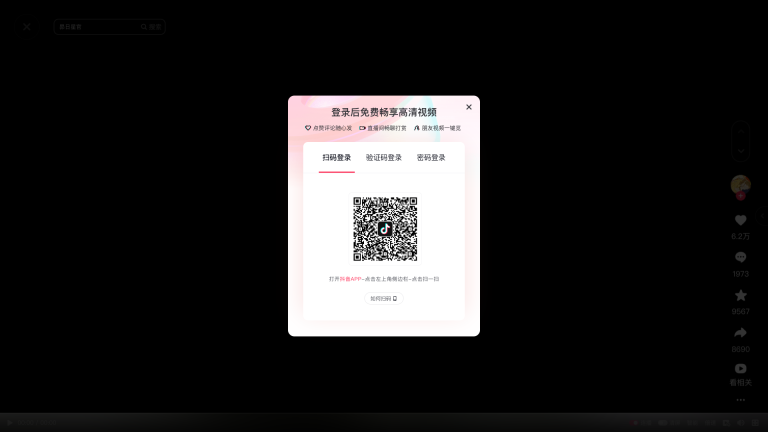 搜索
登录后免费畅享高清视频
点赞评论随心发 直播间畅聊打赏 朋友视频一键览
扫码登录 验证码登录 密码登录
打开抖音APP-点击左上角侧边栏-点击扫一扫
如何扫码
6.2万
1973
9567
8690
看相关